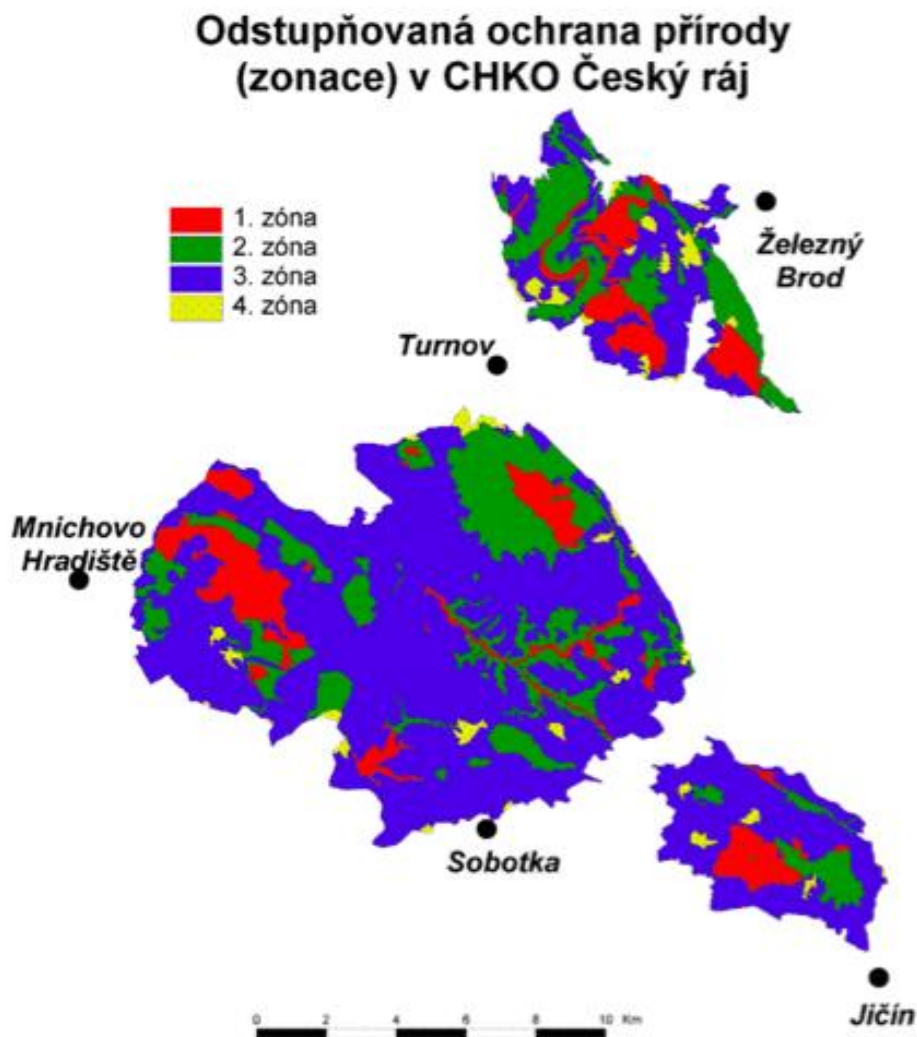 Odstupňovaná ochrana přírody
(zonace) v CHKO Český ráj
1. zóna
2. zóna
3. zóna
4. zóna
Železný
Brod
Turnov
Mnichovo
Hradiště
Sobotka
Jičín
0 2 4 6 8 10 Km